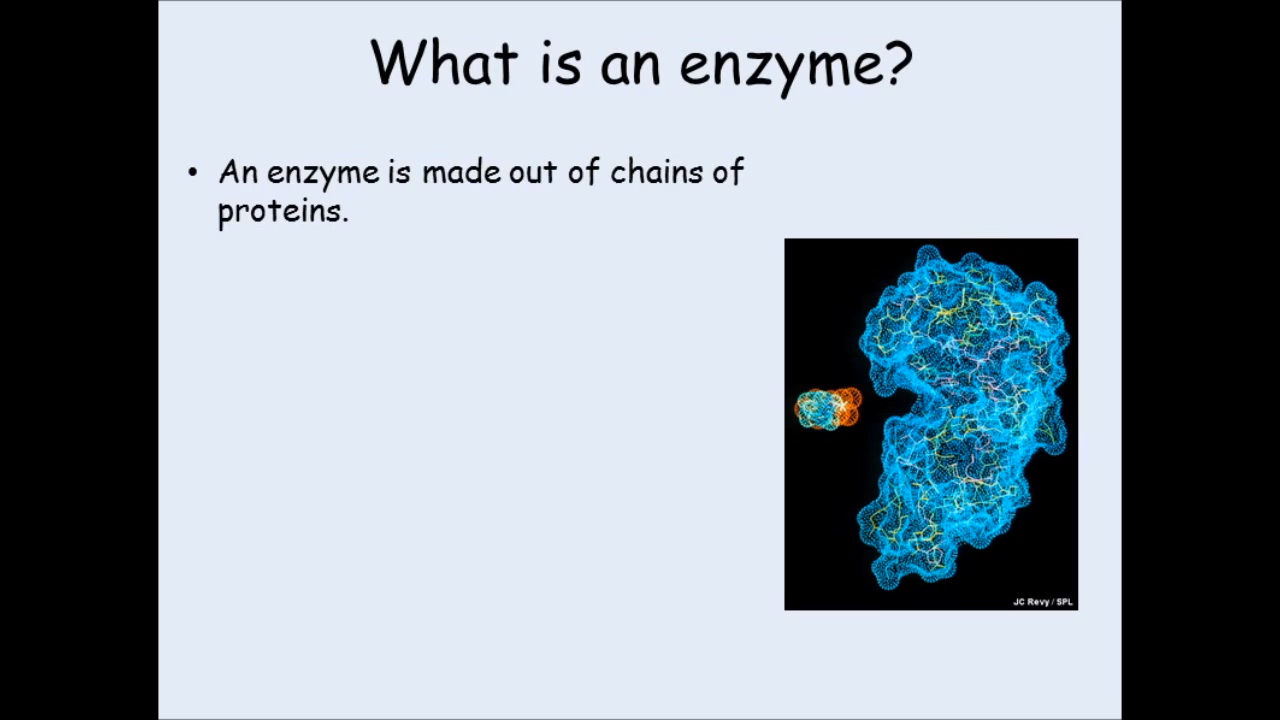 What is an enzyme?
• An enzyme is made out of chains of
proteins.
JC Revy / SPL